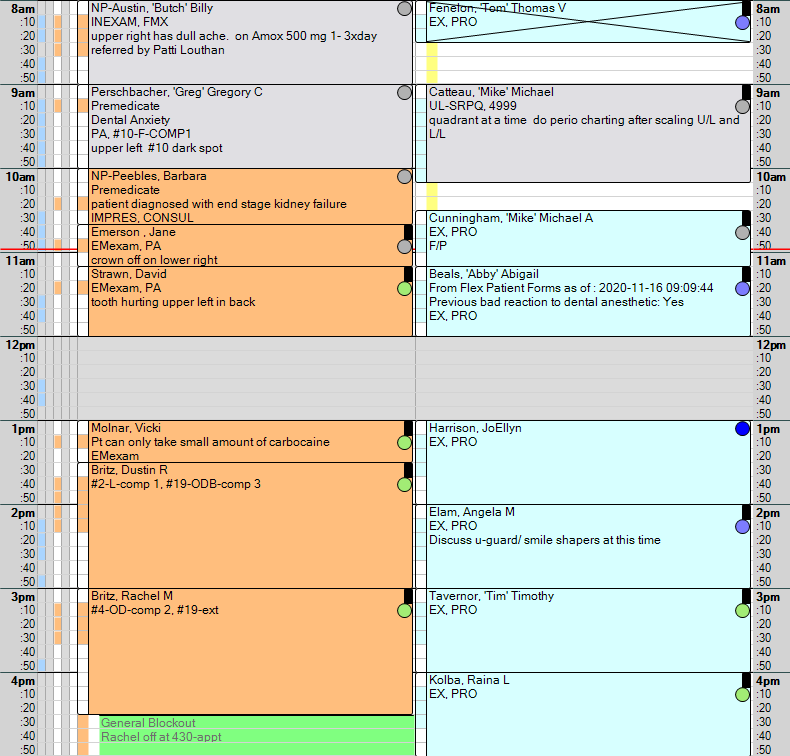 8am
:10
:20
:30
:40
:50
9am
:10
:20
:30
:40
:50
10am
:10
:20
:30
:40
:50
11am
:10
:20
:30
:40
:50
12pm
:10
:20
:30
:40
:50
1pm
:10
:20
:30
:40
:50
2pm
:10
:20
:30
:40
:50
3pm
:10
:20
:30
:40
:50
4pm
:10
:20
:30
:40
:50
NP-Austin, 'Butch' Billy
INEXAM, FMX
upper right has dull ache. on Amox 500 mg 1- 3xday
referred by Patti Louthan
Perschbacher, 'Greg' Gregory C
Premedicate
Dental Anxiety
PA, #10-F-COMP1
upper left #10 dark spot
NP-Peebles, Barbara
Premedicate
patient diagnosed with end stage kidney failure
IMPRES, CONSUL
Emerson , Jane
EMexam, PA
crown off on lower right
Strawn, David
EMexam, PA
tooth hurting upper left in back
Molnar, Vicki
Pt can only take small amount of carbocaine
EMexam
Britz, Dustin R
#2-L-comp 1, #19-ODB-comp 3
Britz, Rachel M
#4-OD-comp 2, #19-ext
General Blockout
Rachel off at 430-appt
Fenelon, 'Tom' Thomas V
EX, PRO
Catteau, 'Mike' Michael
UL-SRPQ, 4999
quadrant at a time do perio charting after scaling U/L and
L/L
Cunningham, 'Mike' Michael A
EX, PRO
F/P
Beals, 'Abby' Abigail
From Flex Patient Forms as of : 2020-11-16 09:09:44
Previous bad reaction to dental anesthetic: Yes
EX, PRO
Harrison, JoEllyn
EX, PRO
Elam, Angela M
EX, PRO
Discuss u-guard/ smile shapers at this time
Tavernor, 'Tim' Timothy
EX, PRO
Kolba, Raina L
EX, PRO
8am
:10
:20
:30
:40
:50
9am
:10
:20
:30
:40
:50
10am
:10
:20
:30
:40
:50
11am
:10
:20
:30
:40
:50
12pm
:10
:20
:30
:40
:50
1pm
:10
:20
:30
:40
:50
2pm
:10
:20
:30
:40
:50
3pm
:10
:20
:30
:40
:50
4pm
:10
:20
:30
:40
:50